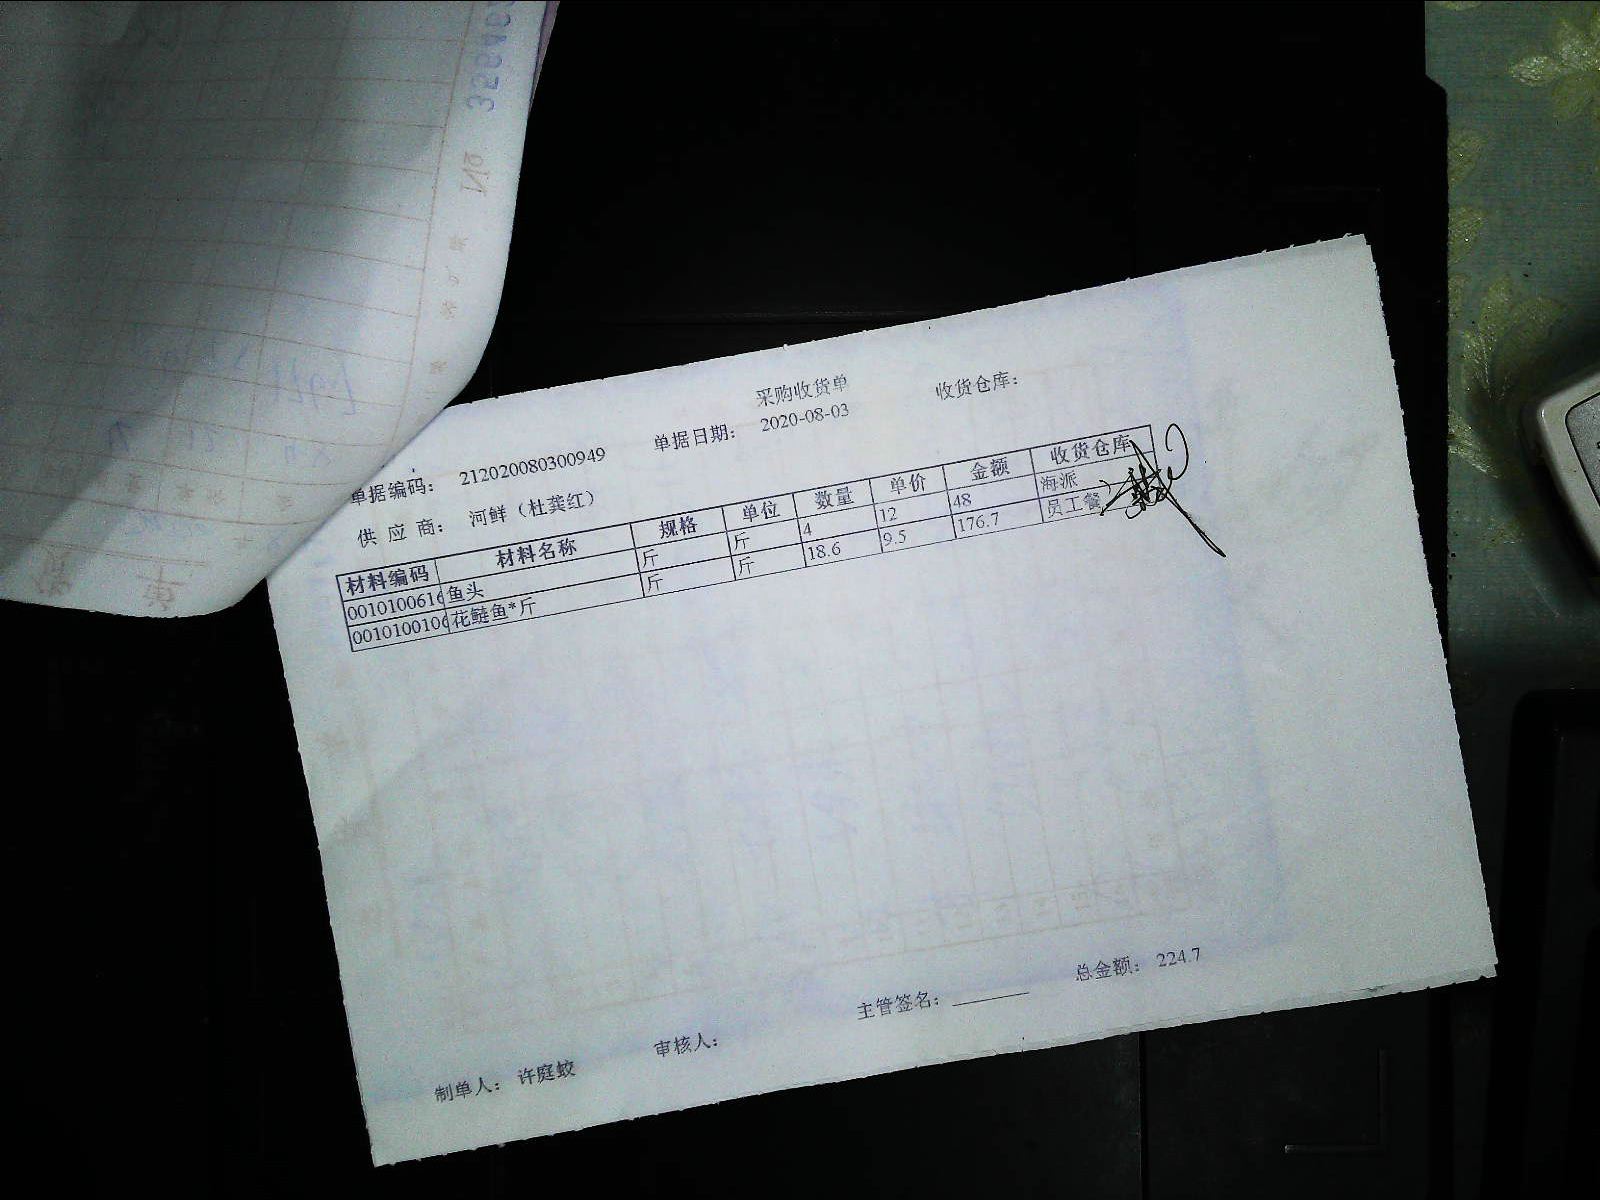 采购收货单
单据编码: 212020080300949 单据日期: 2020-08-03 收货仓库:
供 应 商: 河鲜（杜龚红）
材料编码 材料名称 规格 单位 数量 单价 金额 收货仓库
001010061 鱼头 斤 斤 4 12 48 海派
001010010 花鲢鱼*斤 斤 斤 18.6 9.5 176.7 员工餐
主管签名: 总金额: 224.7
制单人: 许庭蛟 审核人: